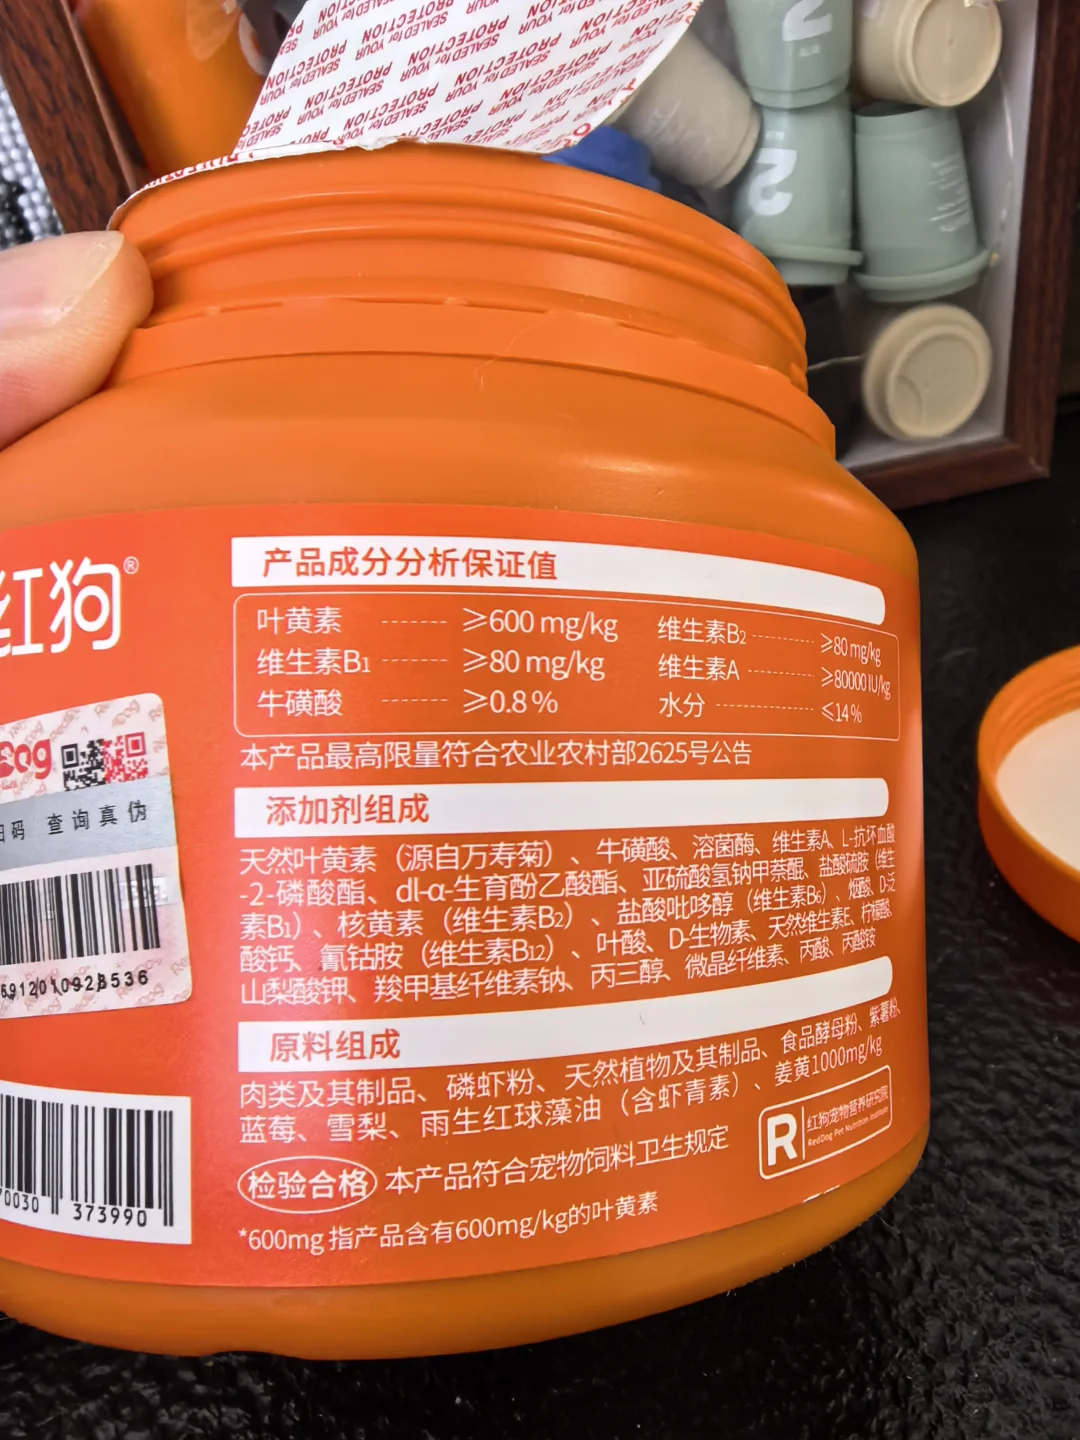 SEALED for YOUR PROTECTION
红狗®
产品成分分析保证值
叶黄素 ≥600 mg/kg
维生素B1 ≥80 mg/kg
牛磺酸 ≥0.8%
维生素B2 ≥80 mg/kg
维生素A ≥80000 IU/kg
水分 ≤14%
本产品最高限量符合农业农村部2625号公告
添加剂组成
天然叶黄素（源自万寿菊）、牛磺酸、溶菌酶、维生素A、L-抗坏血酸
-2-磷酸酯、dl-α-生育酚乙酸酯、亚硫酸氢钠甲萘醌、盐酸硫胺（维生
素B1）、核黄素（维生素B2）、盐酸吡哆醇（维生素B6）、烟酸、D-泛
酸钙、氰钴胺（维生素B12）、叶酸、D-生物素、天然维生素E、柠檬酸、
山梨酸钾、羧甲基纤维素钠、丙三醇、微晶纤维素、丙酸、丙酸铵
原料组成
肉类及其制品、磷虾粉、天然植物及其制品、食品酵母粉、紫薯粉、
蓝莓、雪梨、雨生红球藻油（含虾青素）、姜黄1000mg/kg
检验合格 本产品符合宠物饲料卫生规定
*600mg 指产品含有600mg/kg的叶黄素
R 红狗宠物营养研究院
RedDog Pet Nutrition Institute
Dog
码 查询真伪
6912010928536
70030 373990
2
2